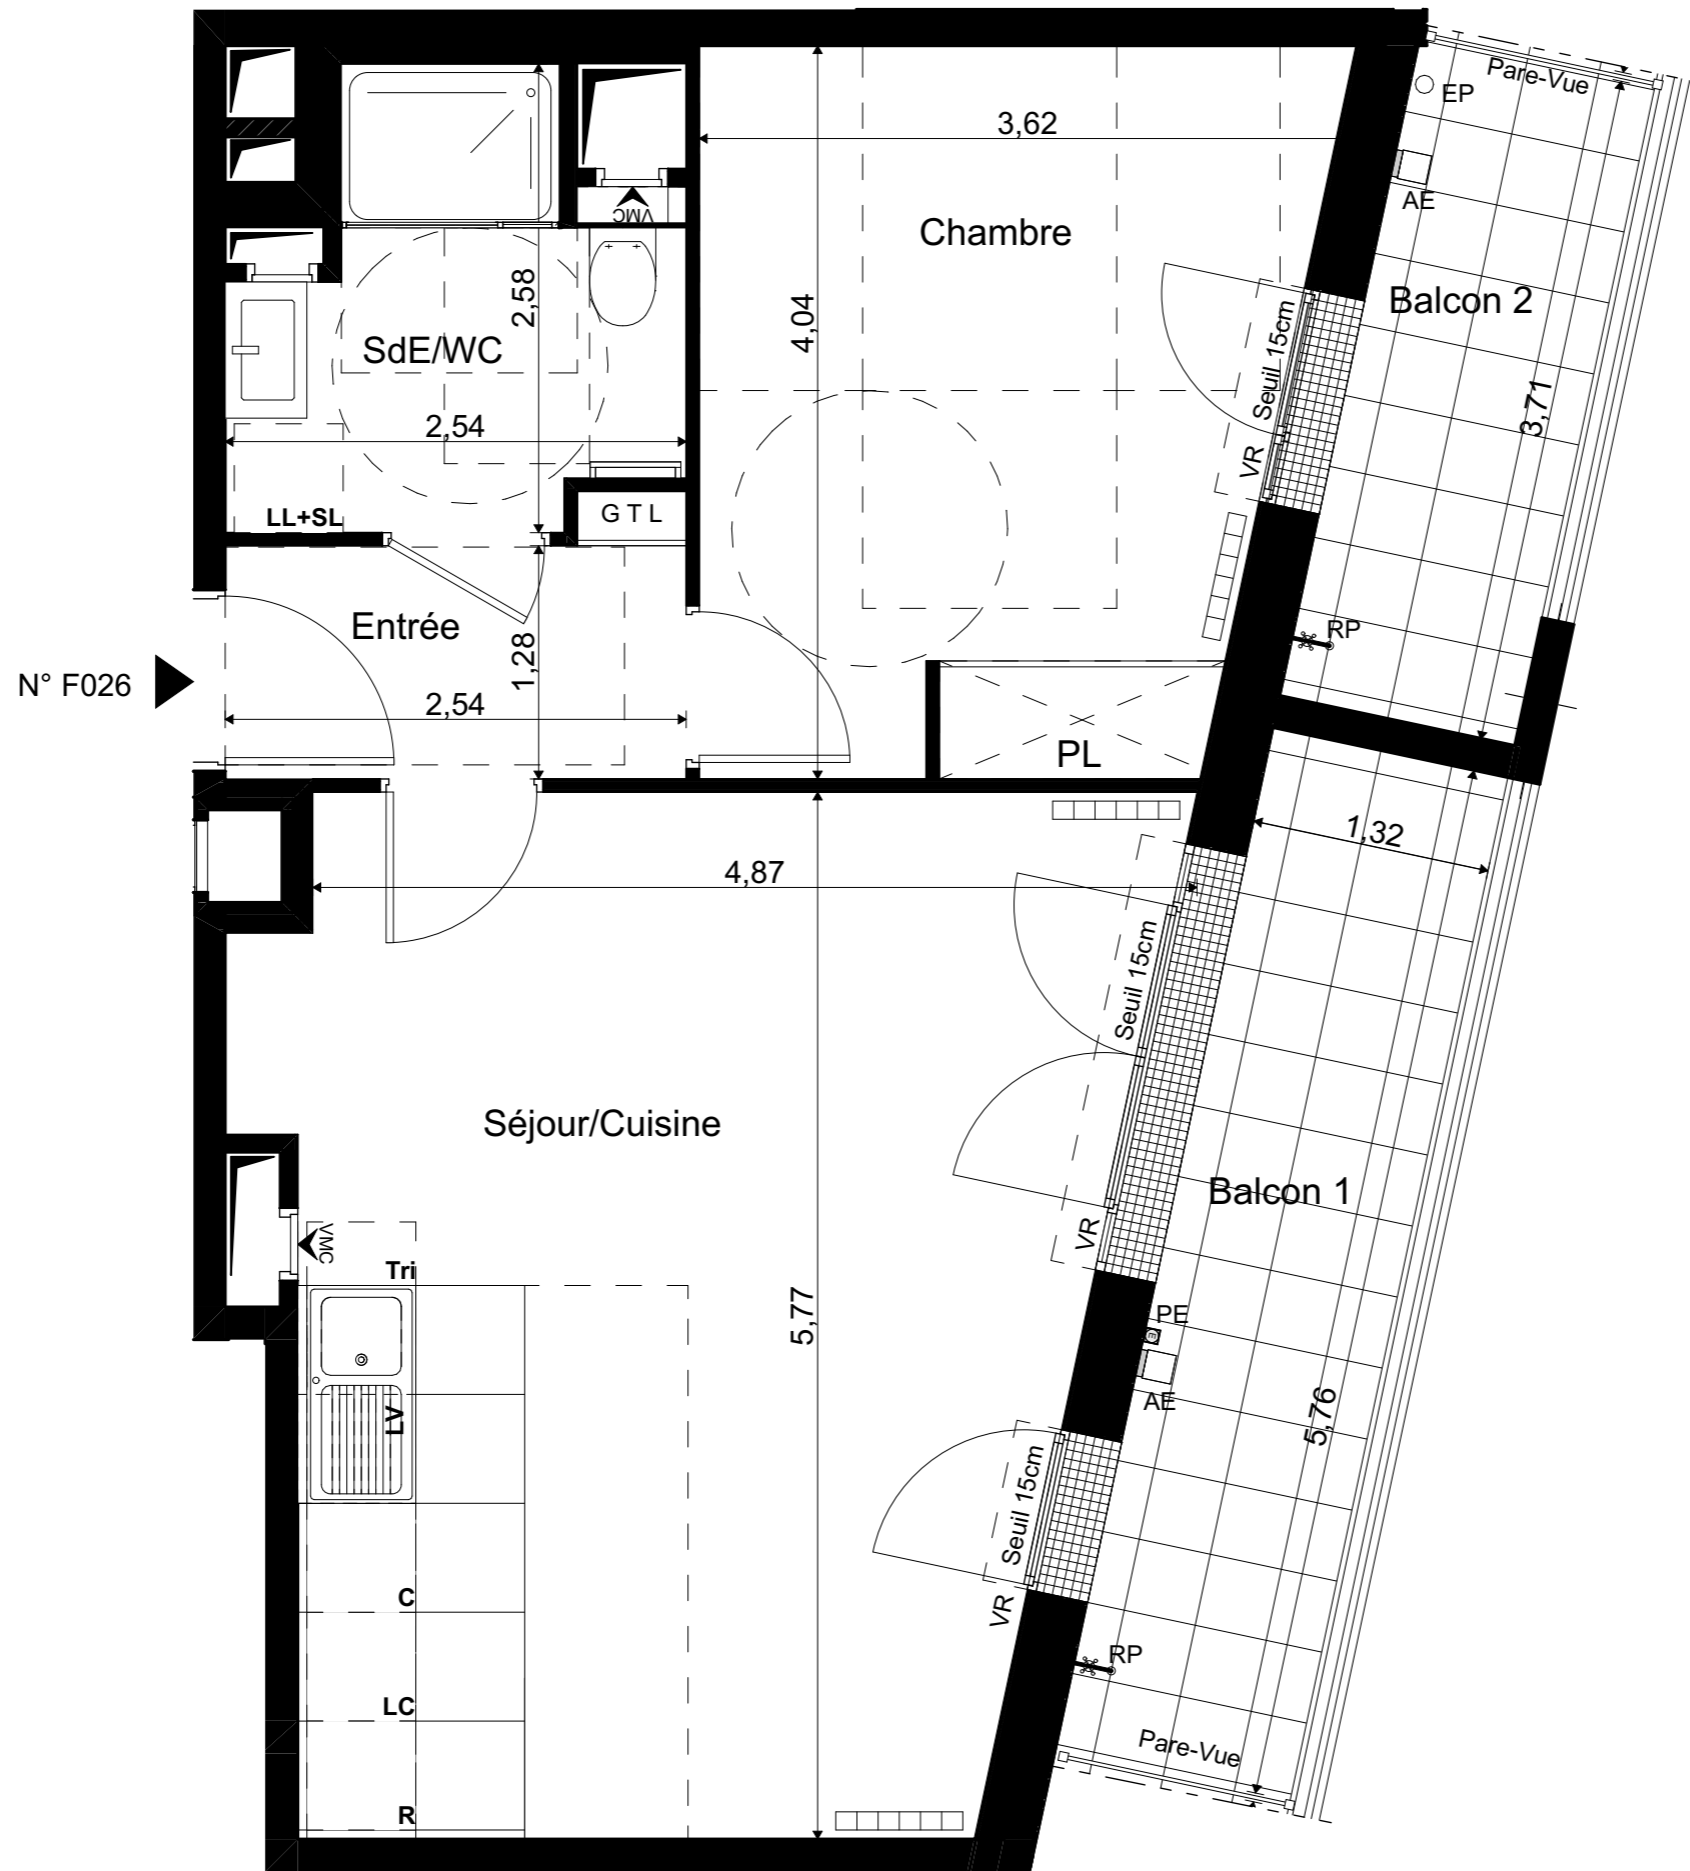 Pare-Vue
EP
3,62
AE
VMC
Chambre
Balcon 2
2,58
4,04
SdE/WC
Seuil 15cm
3,71
2,54
VR
LL+SL
G T L
Entrée
1,28
RP
N° F026
2,54
PL
1,32
4,87
Seuil 15cm
Séjour/Cuisine
Balcon 1
VMC
VR
Tri
5,77
PE
AE
LV
5,76
Seuil 15cm
C
VR
RP
LC
Pare-Vue
R